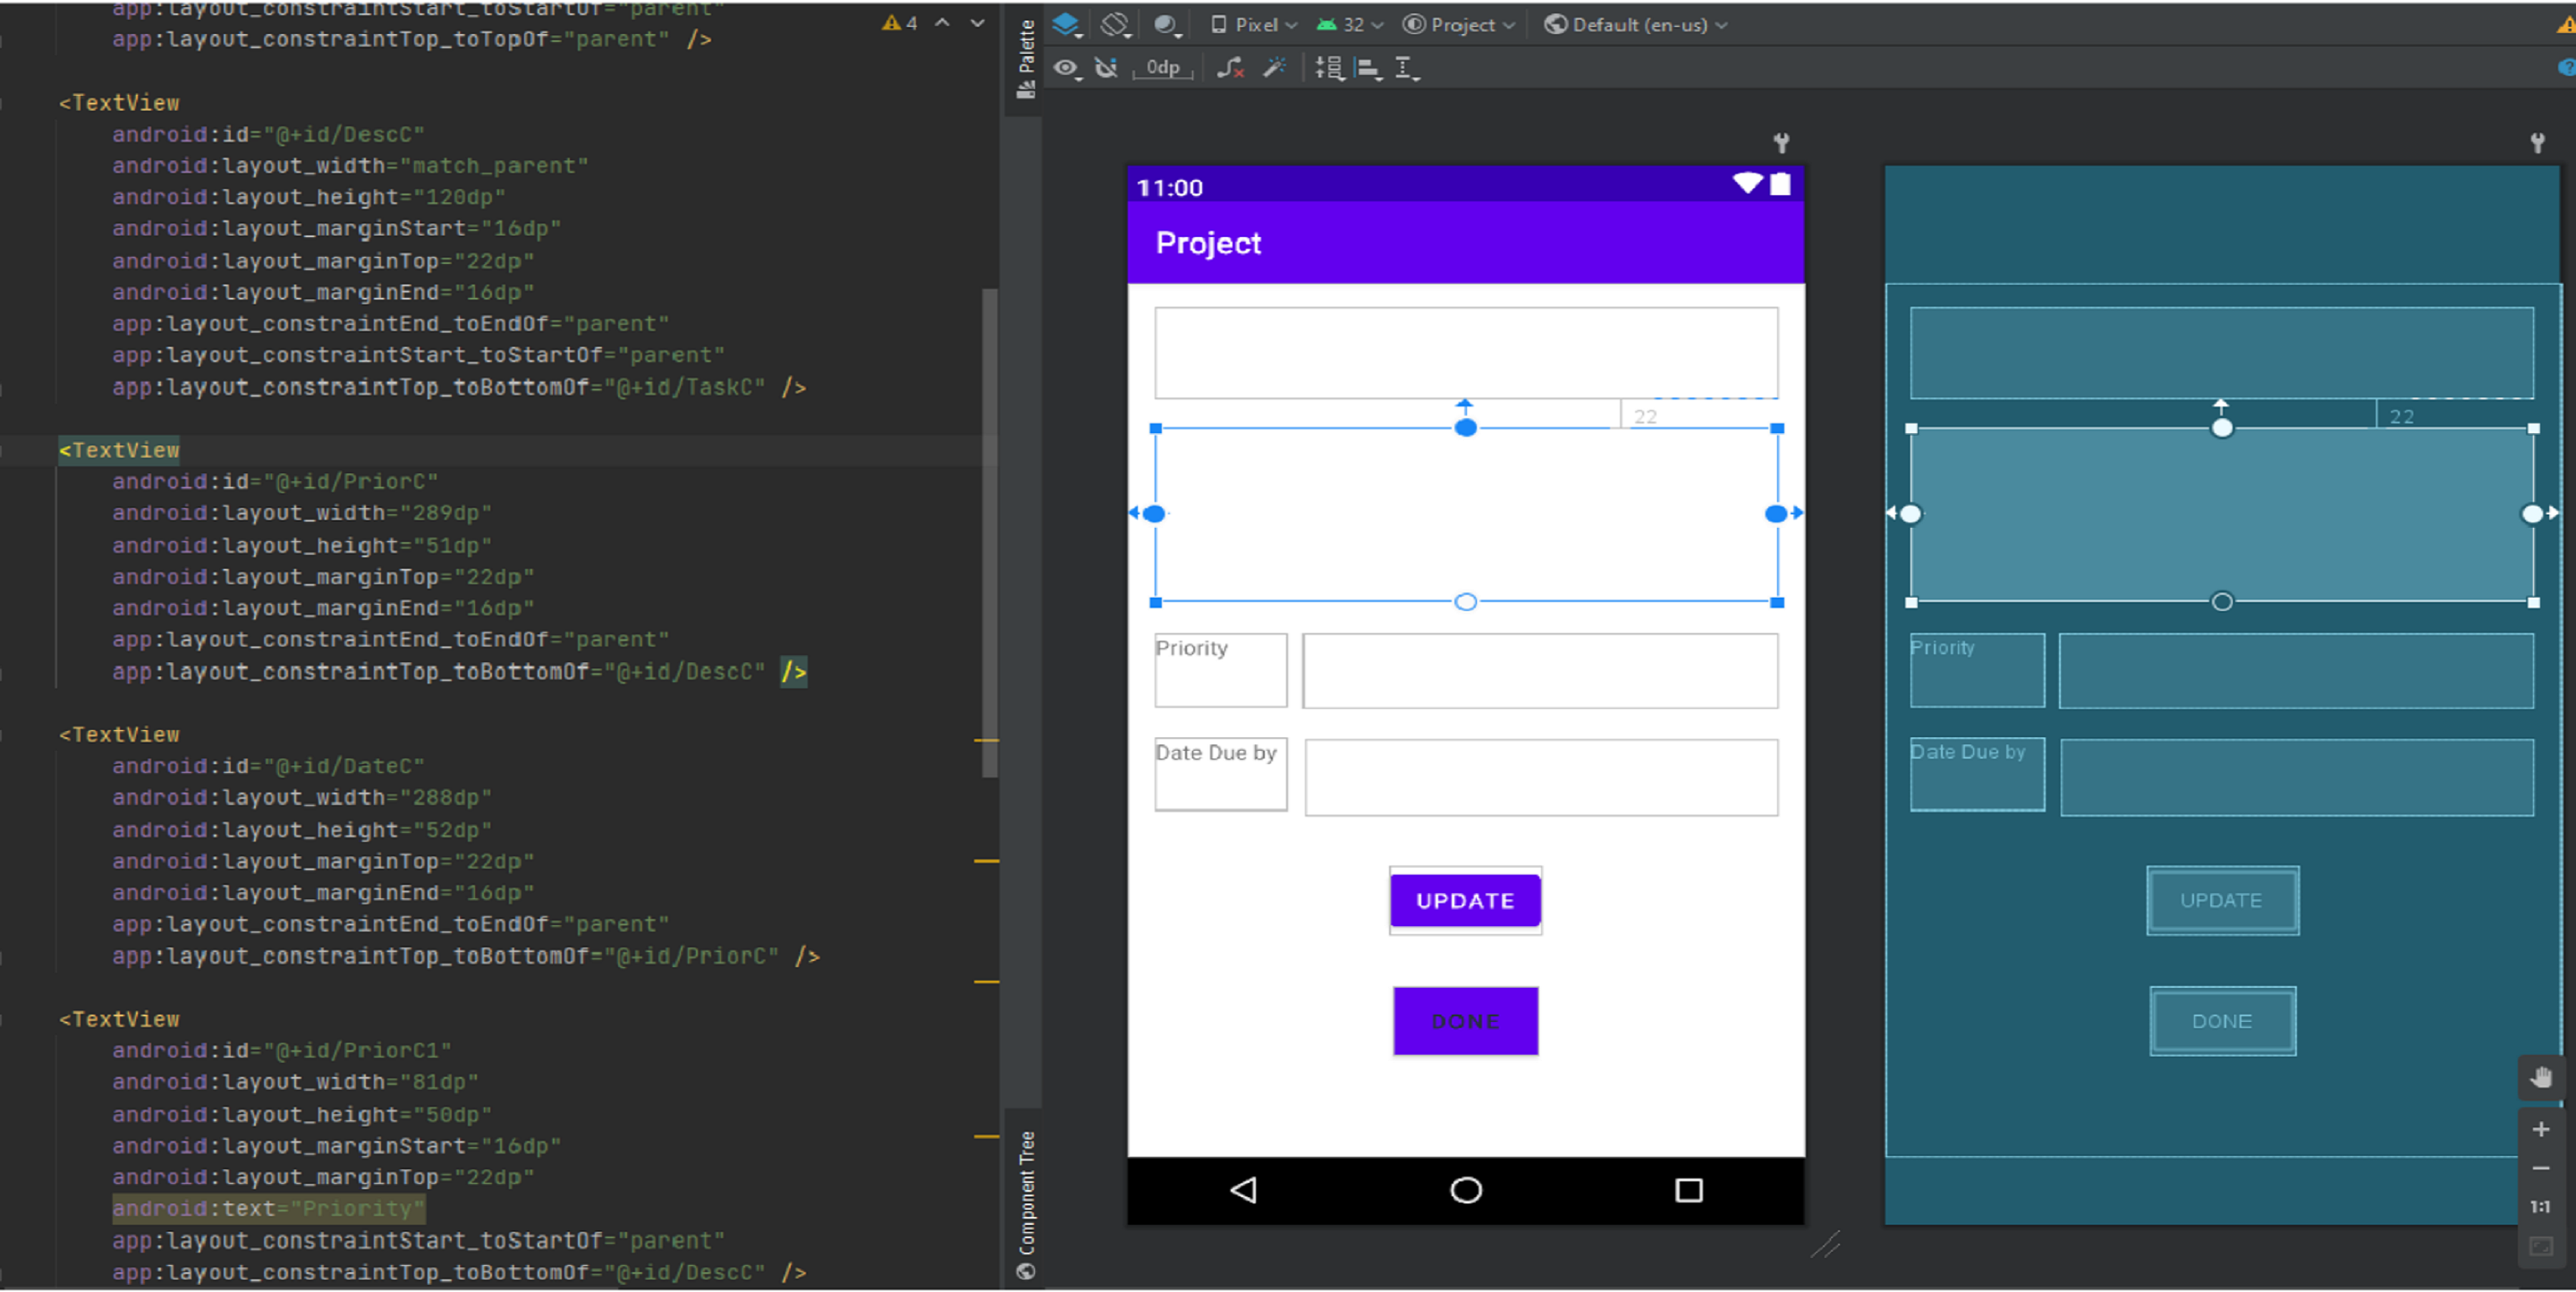 app:layout_constraintStart_toStartOf="parent"
app:layout_constraintTop_toTopOf="parent" />
<TextView
android:id="@+id/DescC"
android:layout_width="match_parent"
android:layout_height="120dp"
android:layout_marginStart="16dp"
android:layout_marginTop="22dp"
android:layout_marginEnd="16dp"
app:layout_constraintEnd_toEndOf="parent"
app:layout_constraintStart_toStartOf="parent"
app:layout_constraintTop_toBottomOf="@+id/TaskC" />
<TextView
android:id="@+id/PriorC"
android:layout_width="289dp"
android:layout_height="51dp"
android:layout_marginTop="22dp"
android:layout_marginEnd="16dp"
app:layout_constraintEnd_toEndOf="parent"
app:layout_constraintTop_toBottomOf="@+id/DescC" />
<TextView
android:id="@+id/DateC"
android:layout_width="288dp"
android:layout_height="52dp"
android:layout_marginTop="22dp"
android:layout_marginEnd="16dp"
app:layout_constraintEnd_toEndOf="parent"
app:layout_constraintTop_toBottomOf="@+id/PriorC" />
<TextView
android:id="@+id/PriorC1"
android:layout_width="81dp"
android:layout_height="50dp"
android:layout_marginStart="16dp"
android:layout_marginTop="22dp"
android:text="Priority"
app:layout_constraintStart_toStartOf="parent"
app:layout_constraintTop_toBottomOf="@+id/DescC" />
4
Palette
Component Tree
Pixel 32 Project Default (en-us)
0dp
11:00
Project
22
Priority
Date Due by
UPDATE
DONE
22
Priority
Date Due by
UPDATE
DONE
1:1